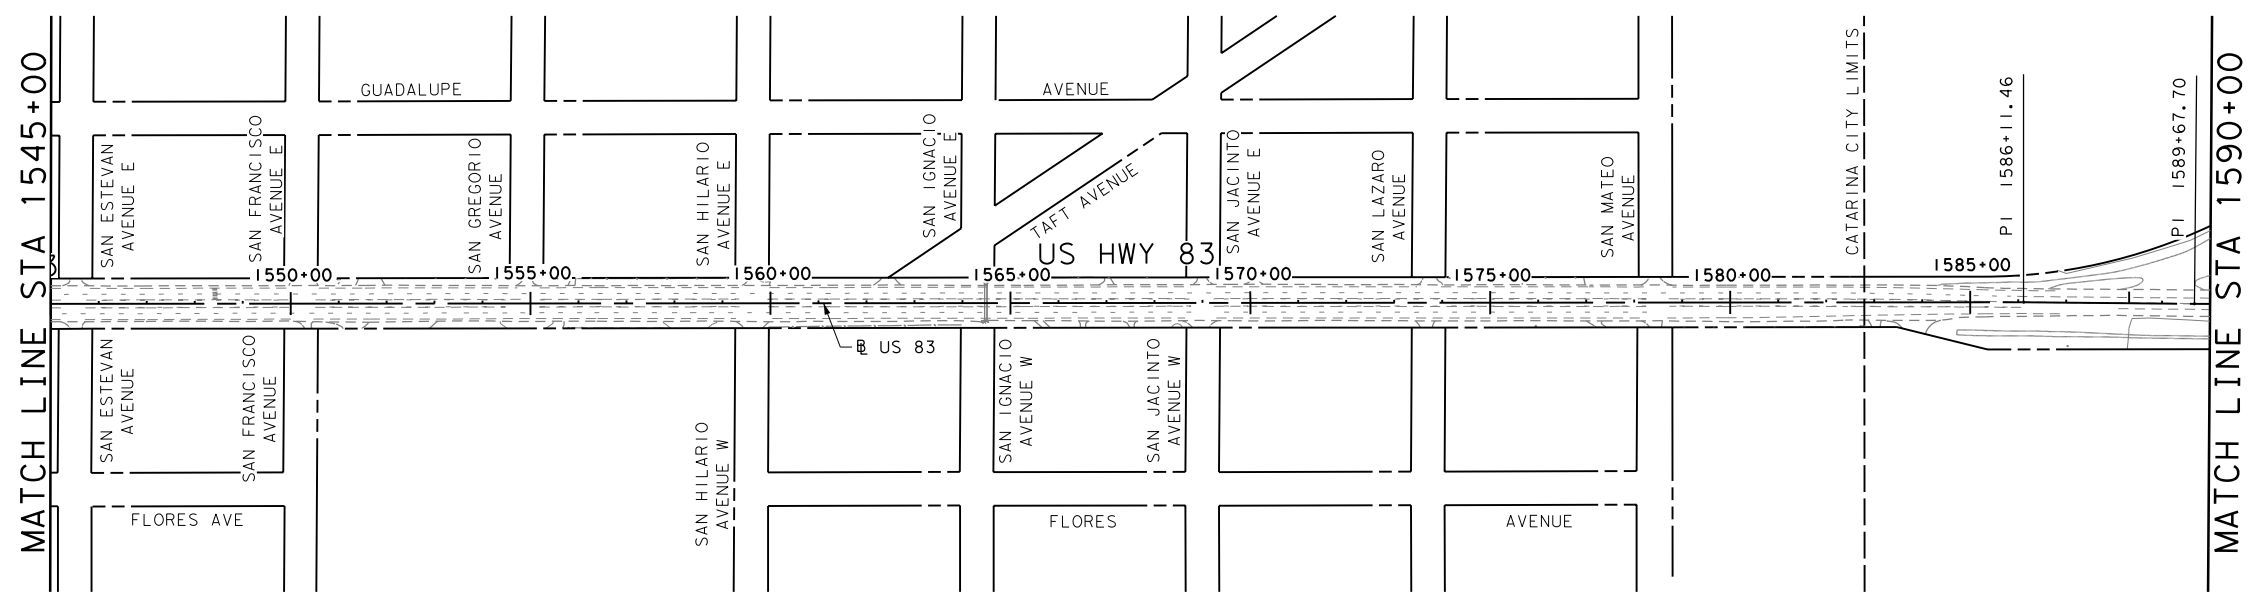 MATCH LINE STA 1545+00
GUADALUPE
AVENUE
SAN ESTEVAN
AVENUE E
SAN FRANCISCO
AVENUE E
SAN GREGORIO
AVENUE
SAN HILARIO
AVENUE E
SAN IGNACIO
AVENUE E
TAFT AVENUE
SAN JACINTO
AVENUE E
SAN LAZARO
AVENUE
SAN MATEO
AVENUE
CATARINA CITY LIMITS
PI 1586+11.46
PI 1589+67.70
US HWY 83
1550+00
1555+00
1560+00
1565+00
1570+00
1575+00
1580+00
1585+00
BL US 83
SAN ESTEVAN
AVENUE
SAN FRANCISCO
AVENUE
SAN HILARIO
AVENUE W
SAN IGNACIO
AVENUE W
SAN JACINTO
AVENUE W
FLORES AVE
FLORES
AVENUE
MATCH LINE STA 1590+00